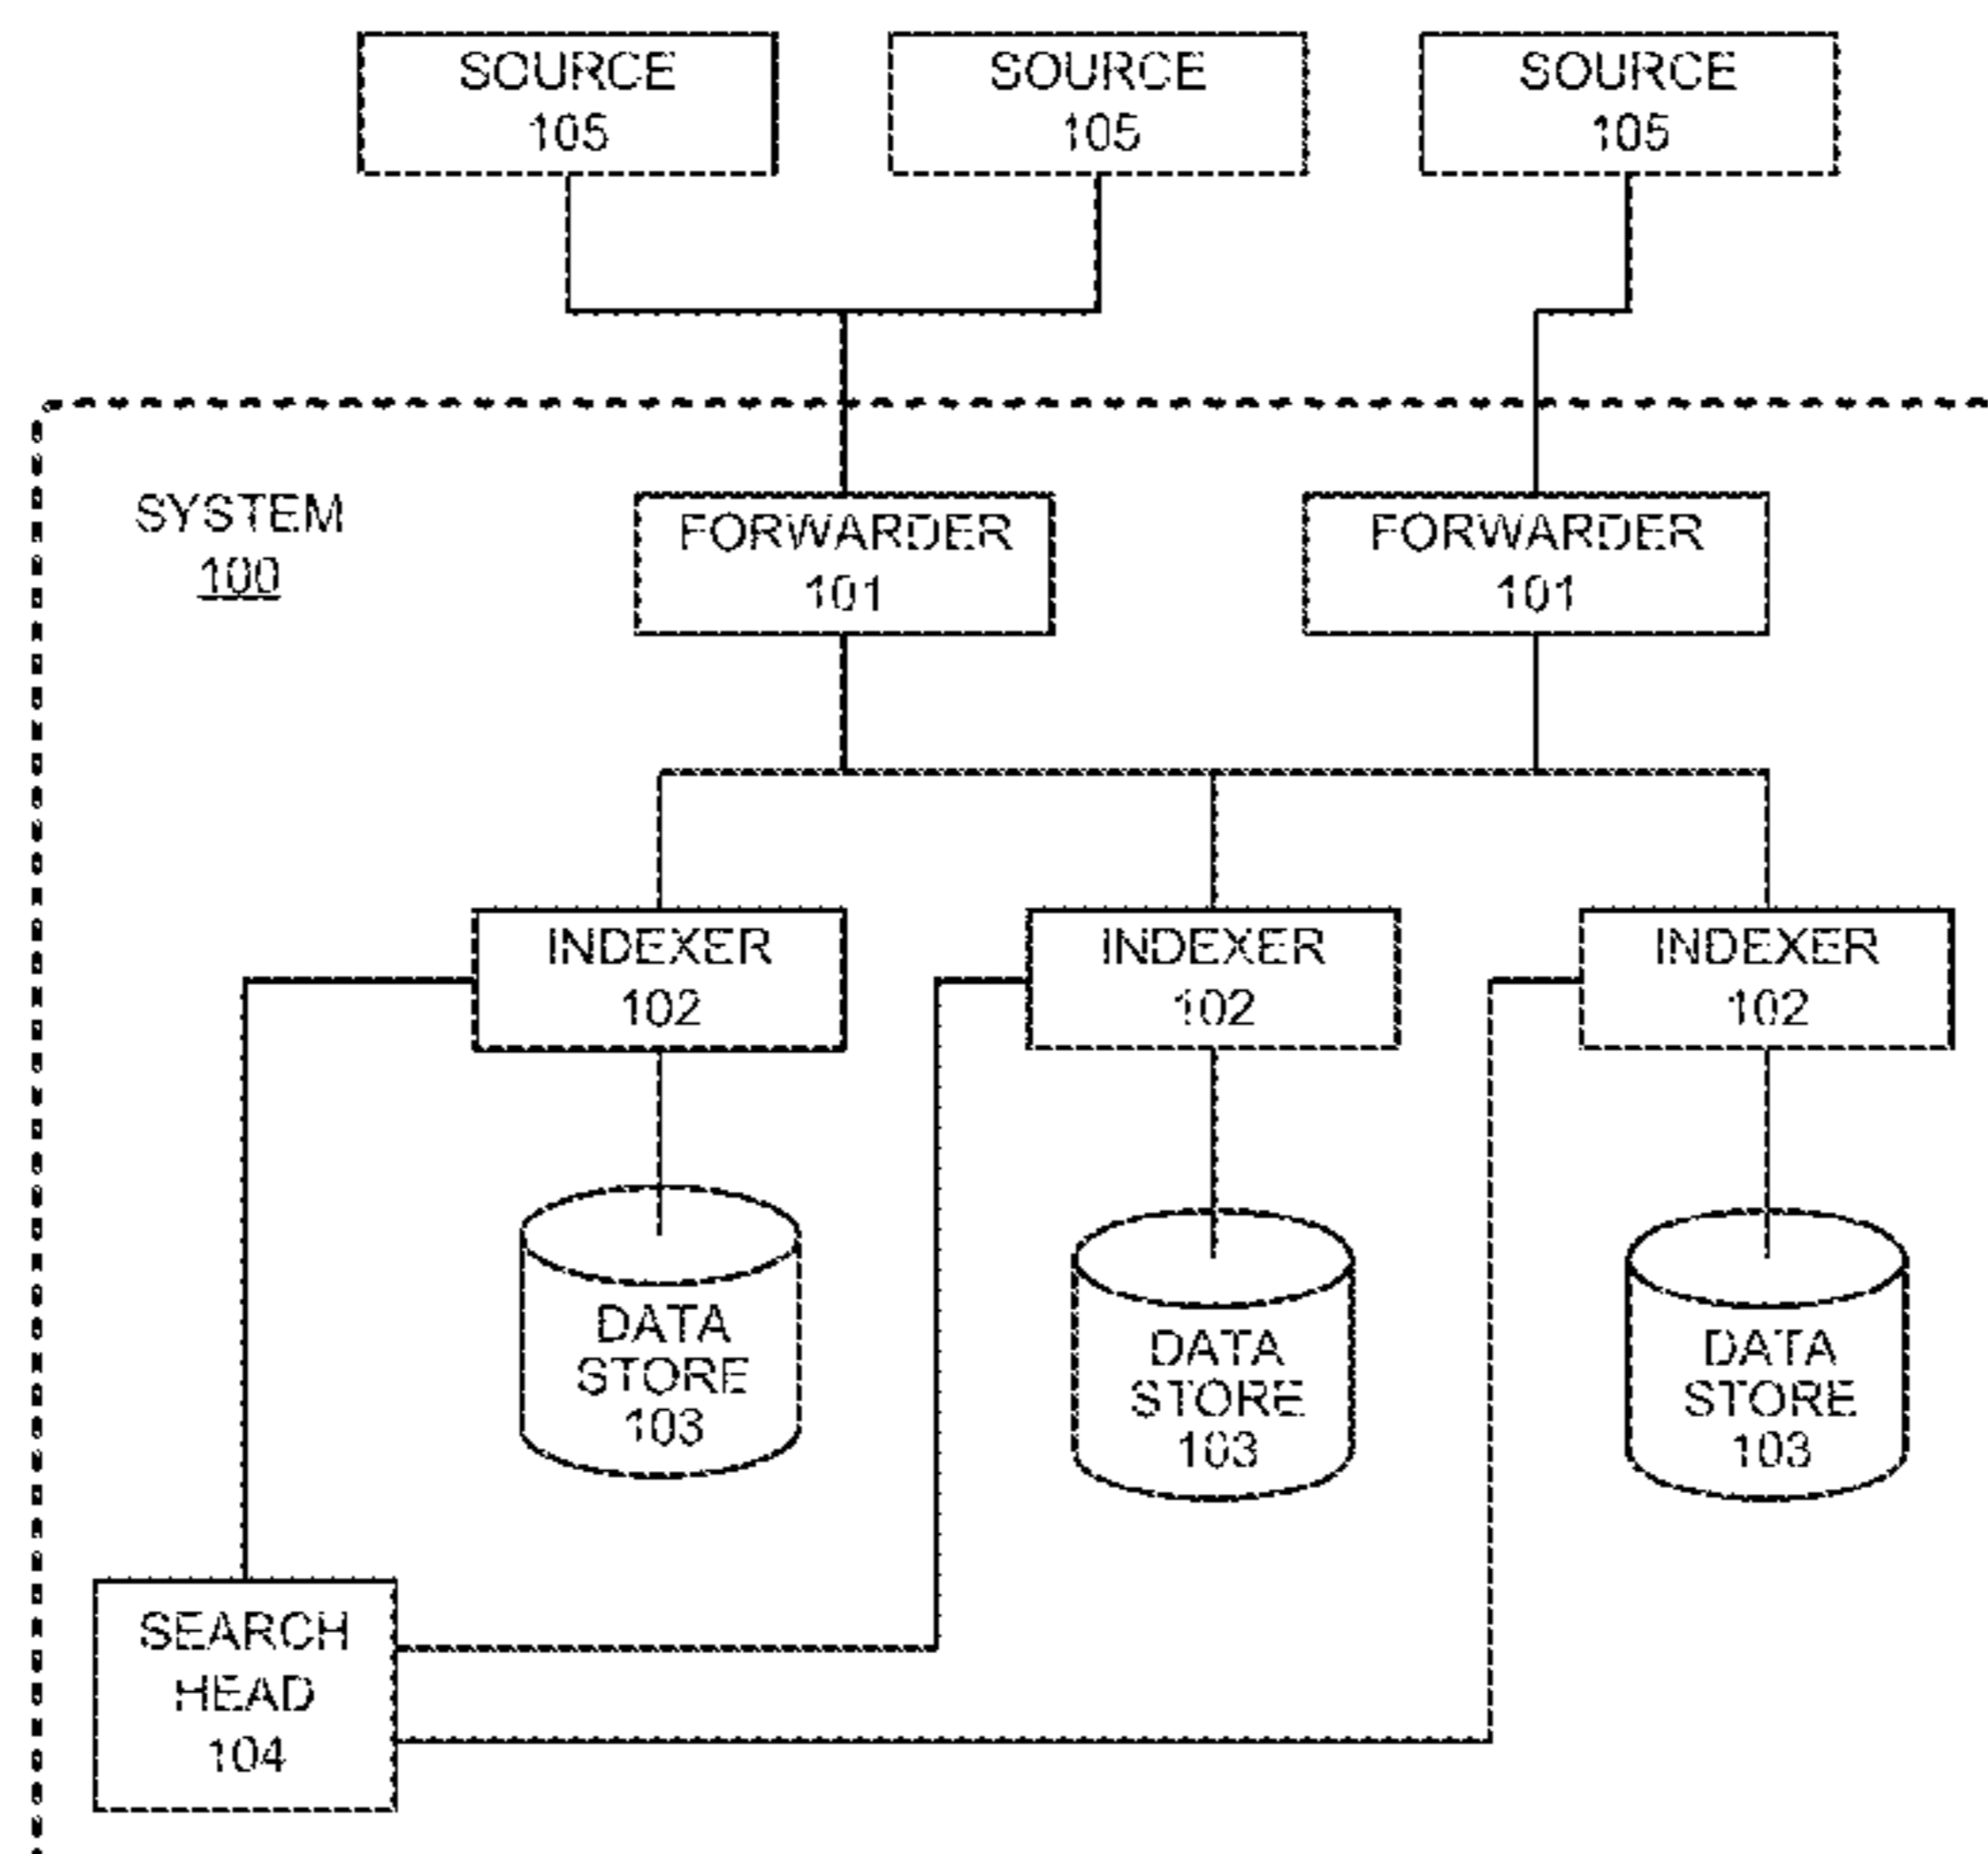 SOURCE
105
SOURCE
105
SOURCE
105
SYSTEM
100
FORWARDER
101
FORWARDER
101
INDEXER
102
INDEXER
102
INDEXER
102
DATA
STORE
103
DATA
STORE
103
DATA
STORE
103
SEARCH
HEAD
104